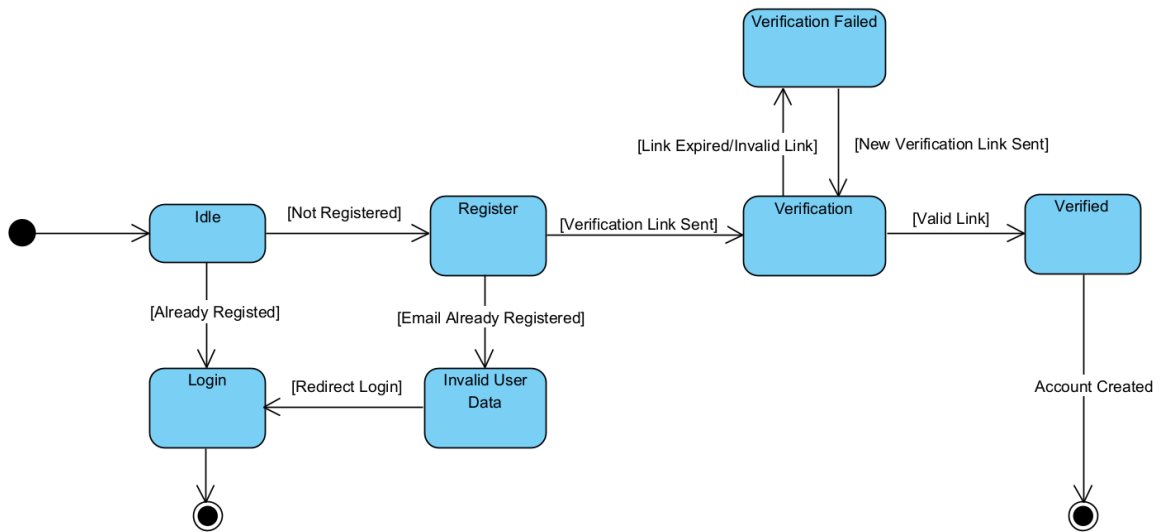 Verification Failed
[Link Expired/Invalid Link]
[New Verification Link Sent]
Idle
[Not Registered]
Register
[Verification Link Sent]
Verification
[Valid Link]
Verified
[Already Registed]
[Email Already Registered]
Login
[Redirect Login]
Invalid User
Data
Account Created